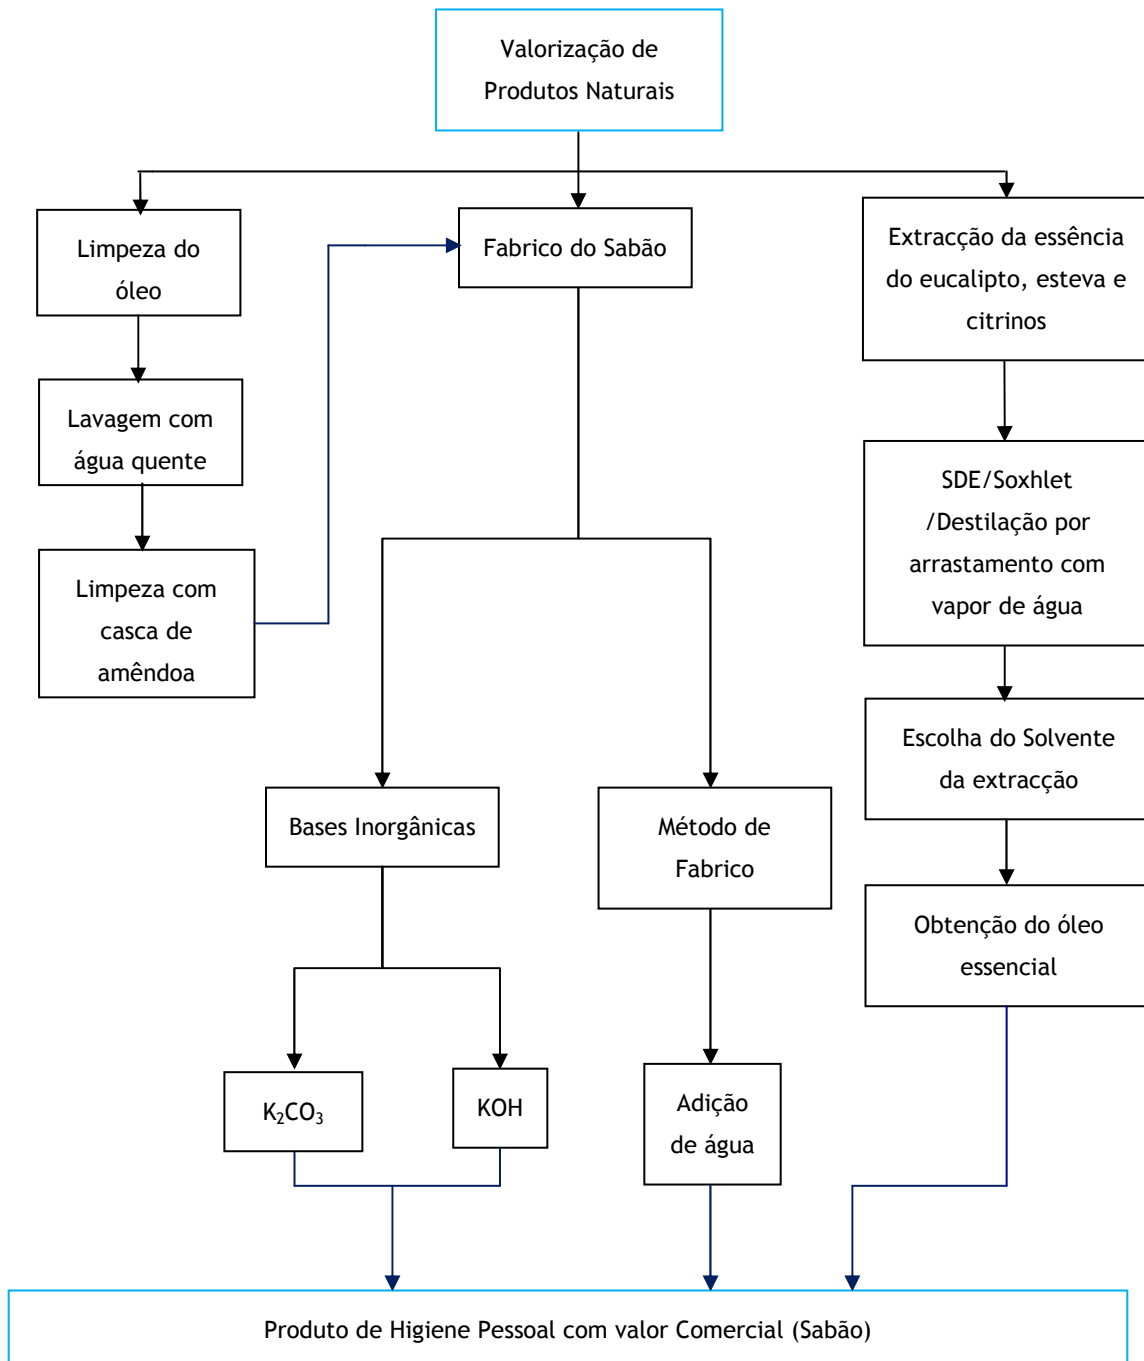 Valorização de
Produtos Naturais
Limpeza do
óleo
Fabrico do Sabão
Extracção da essência
do eucalipto, esteva e
citrinos
Lavagem com
água quente
SDE/Soxhlet
/Destilação por
arrastamento com
vapor de água
Limpeza com
casca de
amêndoa
Escolha do Solvente
da extracção
Bases Inorgânicas
Método de
Fabrico
Obtenção do óleo
essencial
K₂CO₃
KOH
Adição
de água
Produto de Higiene Pessoal com valor Comercial (Sabão)